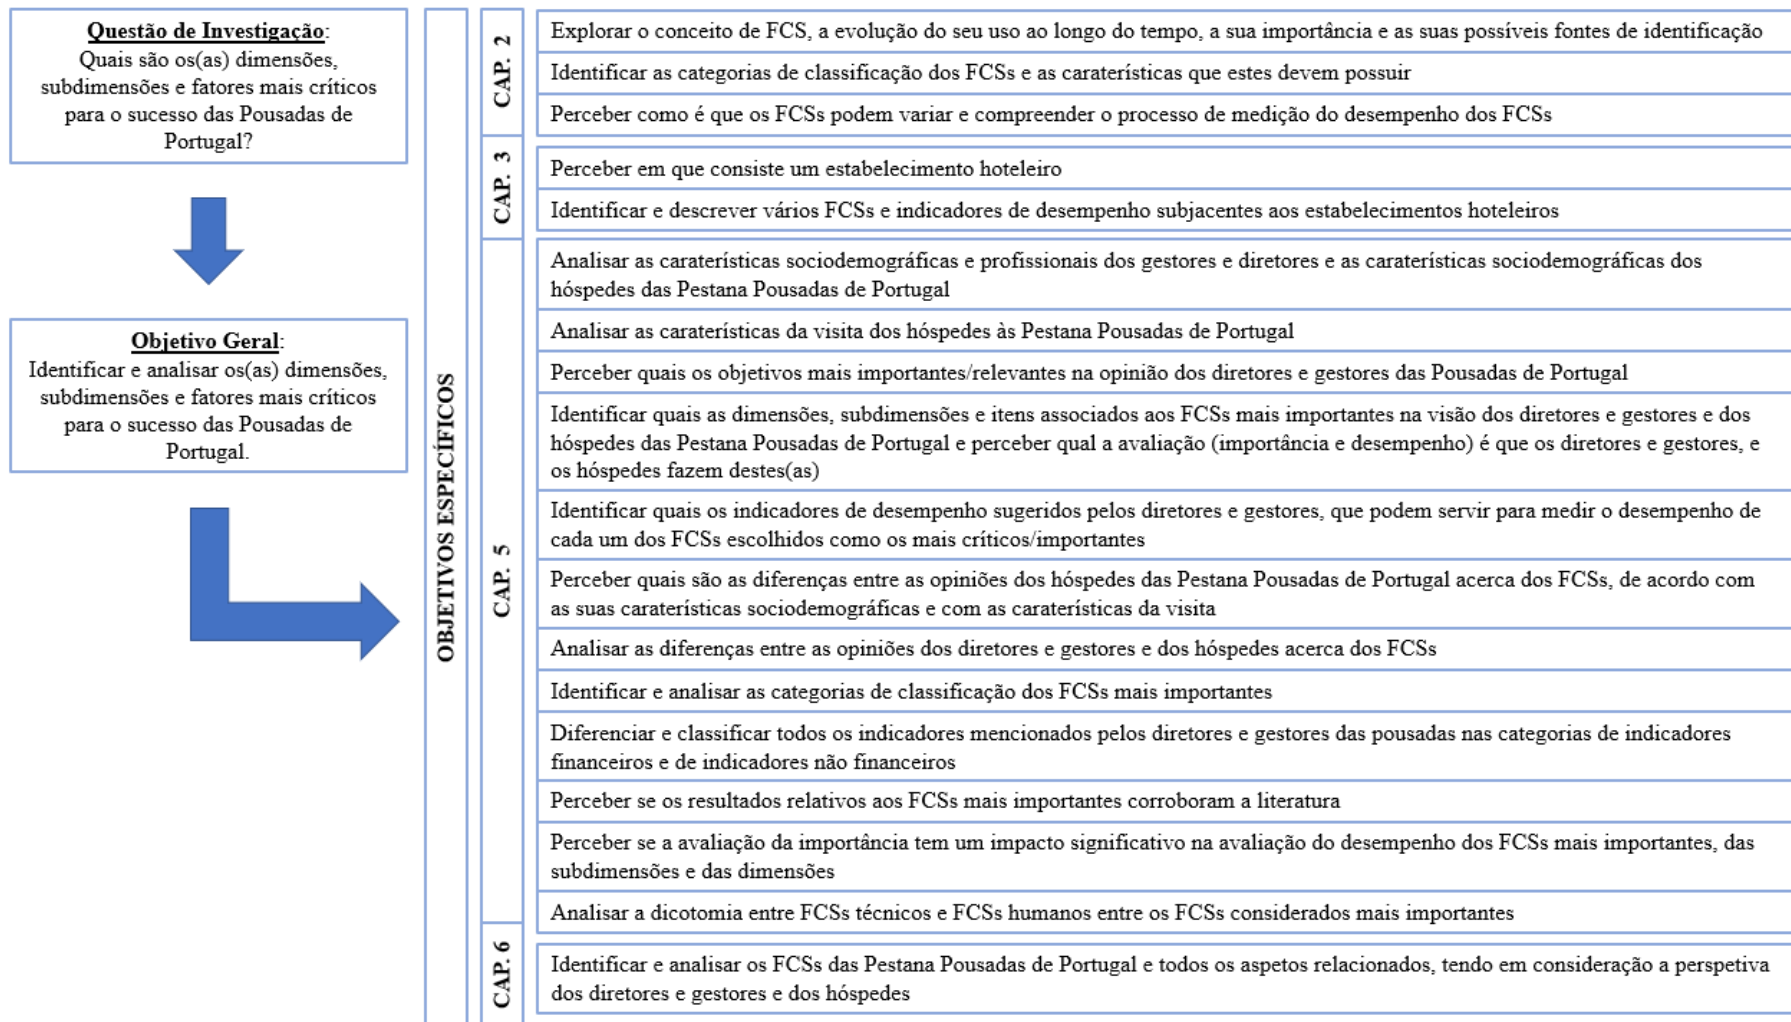 Questão de Investigação:
Quais são os(as) dimensões,
subdimensões e fatores mais críticos
para o sucesso das Pousadas de
Portugal?
Objetivo Geral:
Identificar e analisar os(as) dimensões,
subdimensões e fatores mais críticos
para o sucesso das Pousadas de
Portugal.
OBJETIVOS ESPECÍFICOS
CAP. 2
Explorar o conceito de FCS, a evolução do seu uso ao longo do tempo, a sua importância e as suas possíveis fontes de identificação
Identificar as categorias de classificação dos FCSs e as caraterísticas que estes devem possuir
Perceber como é que os FCSs podem variar e compreender o processo de medição do desempenho dos FCSs
CAP. 3
Perceber em que consiste um estabelecimento hoteleiro
Identificar e descrever vários FCSs e indicadores de desempenho subjacentes aos estabelecimentos hoteleiros
CAP. 5
Analisar as caraterísticas sociodemográficas e profissionais dos gestores e diretores e as caraterísticas sociodemográficas dos
hóspedes das Pestana Pousadas de Portugal
Analisar as caraterísticas da visita dos hóspedes às Pestana Pousadas de Portugal
Perceber quais os objetivos mais importantes/relevantes na opinião dos diretores e gestores das Pousadas de Portugal
Identificar quais as dimensões, subdimensões e itens associados aos FCSs mais importantes na visão dos diretores e gestores e dos
hóspedes das Pestana Pousadas de Portugal e perceber qual a avaliação (importância e desempenho) é que os diretores e gestores, e
os hóspedes fazem destes(as)
Identificar quais os indicadores de desempenho sugeridos pelos diretores e gestores, que podem servir para medir o desempenho de
cada um dos FCSs escolhidos como os mais críticos/importantes
Perceber quais são as diferenças entre as opiniões dos hóspedes das Pestana Pousadas de Portugal acerca dos FCSs, de acordo com
as suas caraterísticas sociodemográficas e com as caraterísticas da visita
Analisar as diferenças entre as opiniões dos diretores e gestores e dos hóspedes acerca dos FCSs
Identificar e analisar as categorias de classificação dos FCSs mais importantes
Diferenciar e classificar todos os indicadores mencionados pelos diretores e gestores das pousadas nas categorias de indicadores
financeiros e de indicadores não financeiros
Perceber se os resultados relativos aos FCSs mais importantes corroboram a literatura
Perceber se a avaliação da importância tem um impacto significativo na avaliação do desempenho dos FCSs mais importantes, das
subdimensões e das dimensões
Analisar a dicotomia entre FCSs técnicos e FCSs humanos entre os FCSs considerados mais importantes
CAP. 6
Identificar e analisar os FCSs das Pestana Pousadas de Portugal e todos os aspetos relacionados, tendo em consideração a perspetiva
dos diretores e gestores e dos hóspedes